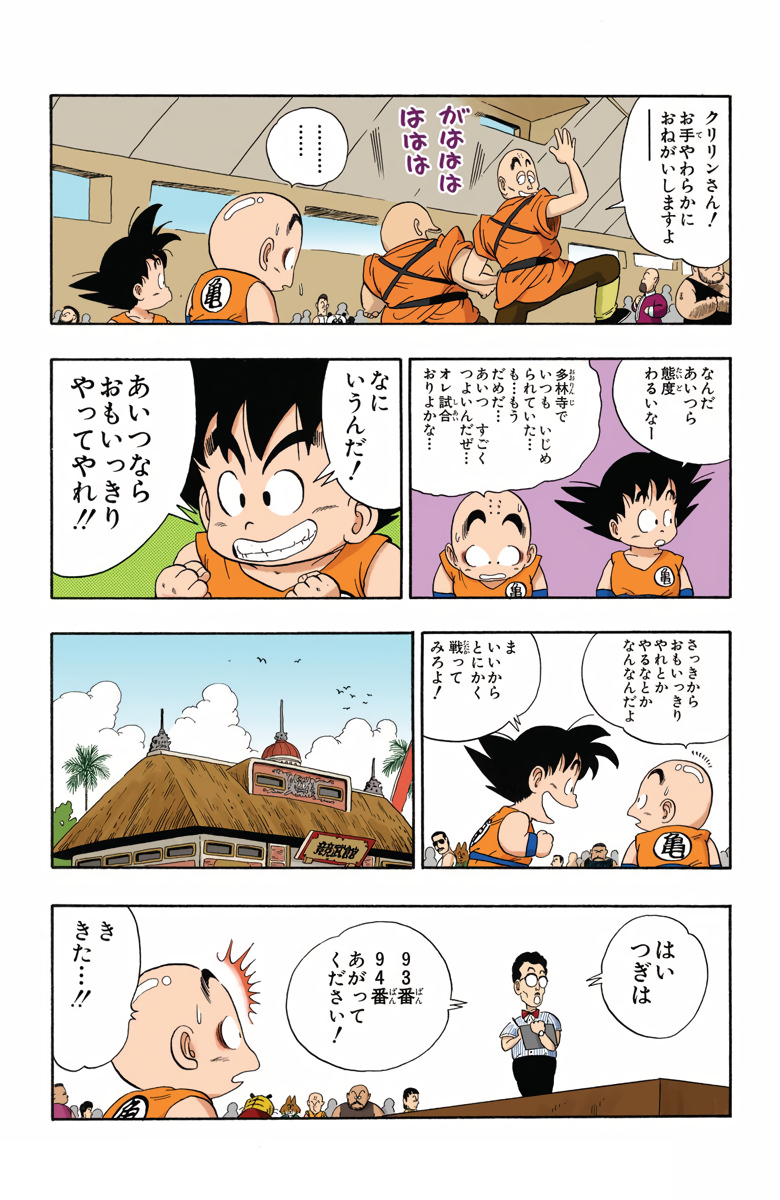 クリリンさん!
お手やわらかに
おねがいしますよ
――
がははは
ははは
………
………
なんだ
あいつら
態度
わるいなー
多林寺で
いつも いじめ
られていた…
も…もう
だめだ…
あいつ すごく
つよいんだぜ…
オレ試合
おりよかな…
なに
いうんだ!
あいつなら
おもいっきり
やってやれ!!
さっきから
おもいっきり
やれとか
やるなとか
なんなんだよ
ま
いいから
とにかく
戦って
みろよ!
武館
はい
つぎは
93番
94番
あがって
ください!
き
きた…!!
亀
亀
亀
亀
亀